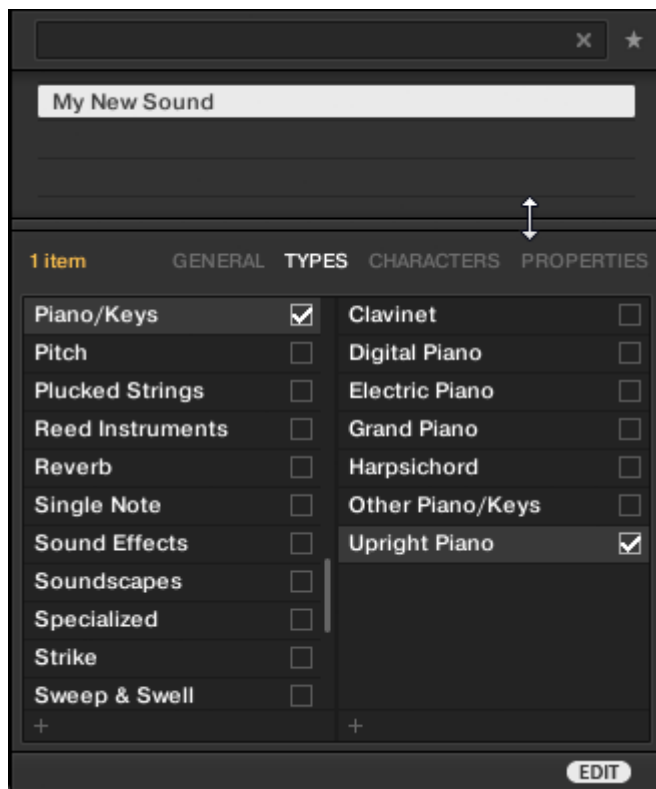 My New Sound
1 item GENERAL TYPES CHARACTERS PROPERTIES
Piano/Keys Clavinet
Pitch Digital Piano
Plucked Strings Electric Piano
Reed Instruments Grand Piano
Reverb Harpsichord
Single Note Other Piano/Keys
Sound Effects Upright Piano
Soundscapes
Specialized
Strike
Sweep & Swell
+ +
EDIT